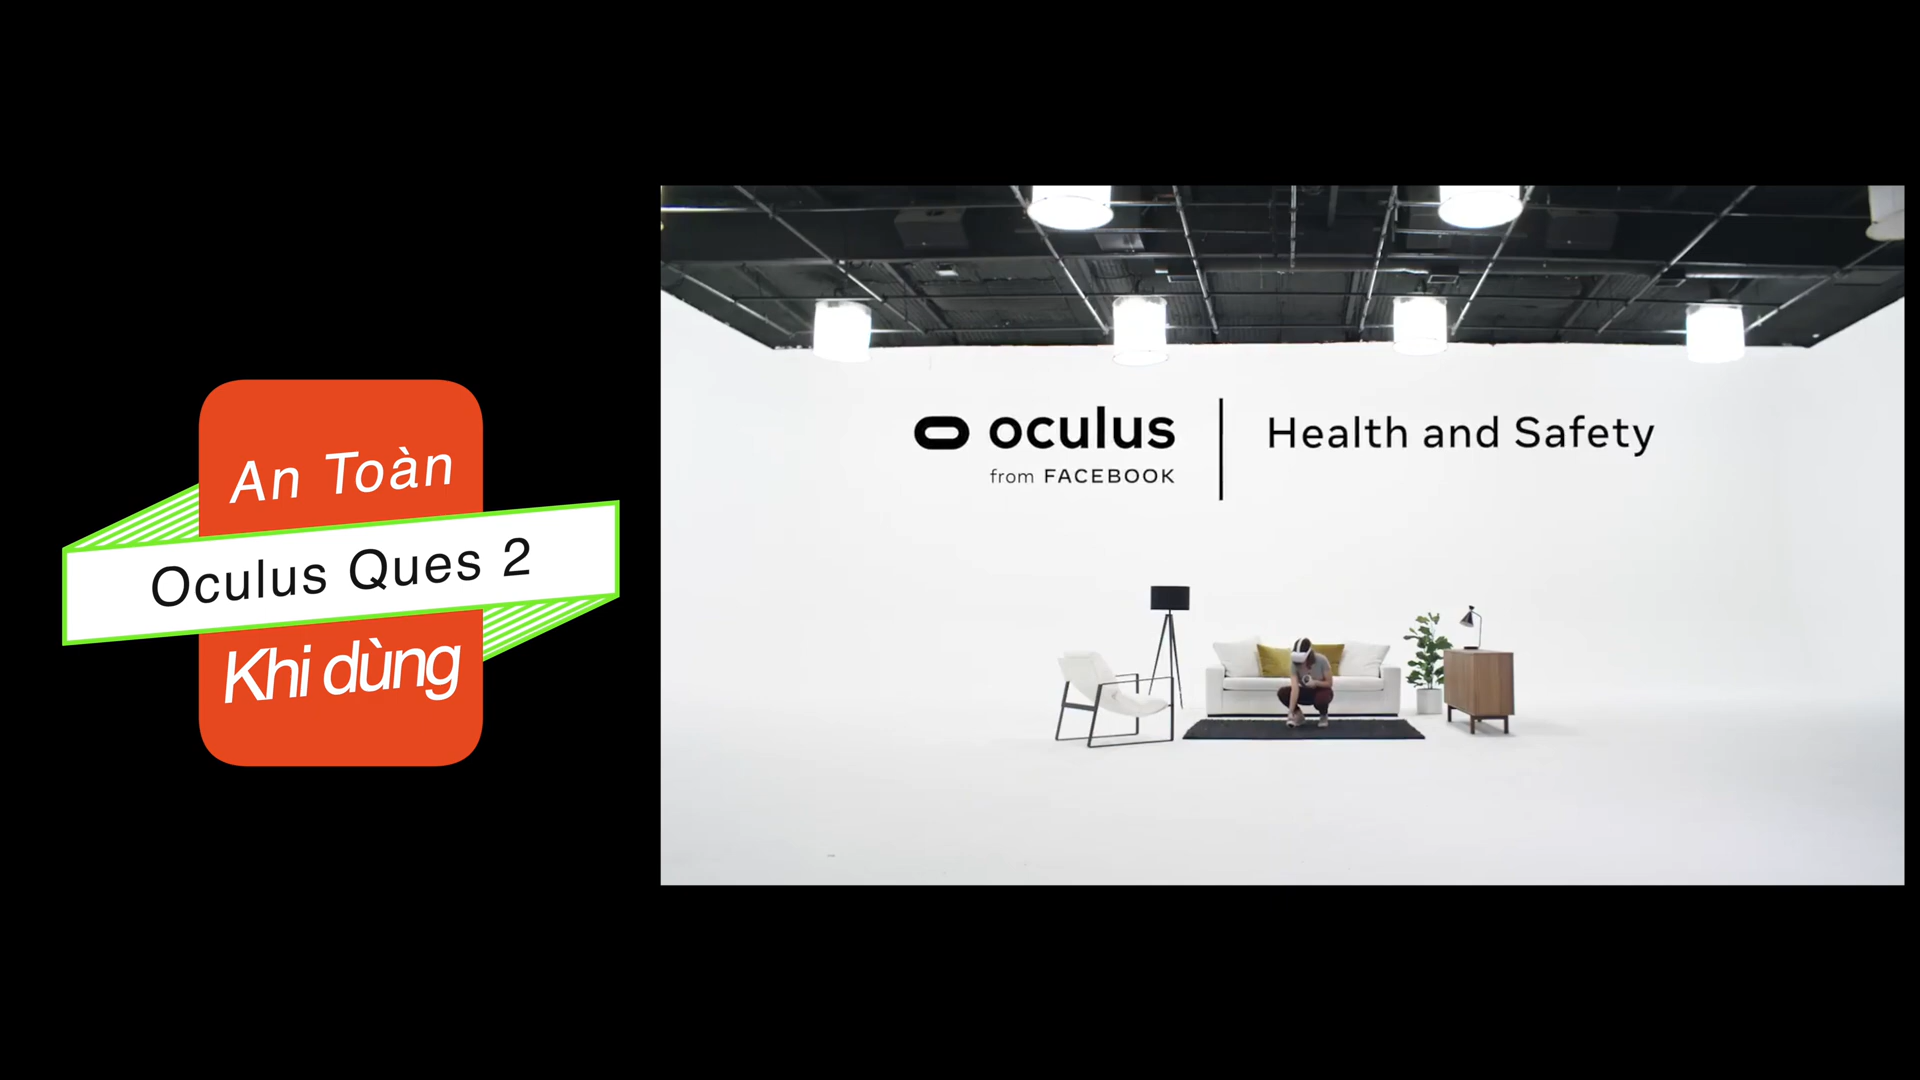 An Toàn
Oculus Ques 2
Khi dùng
oculus
from FACEBOOK
Health and Safety